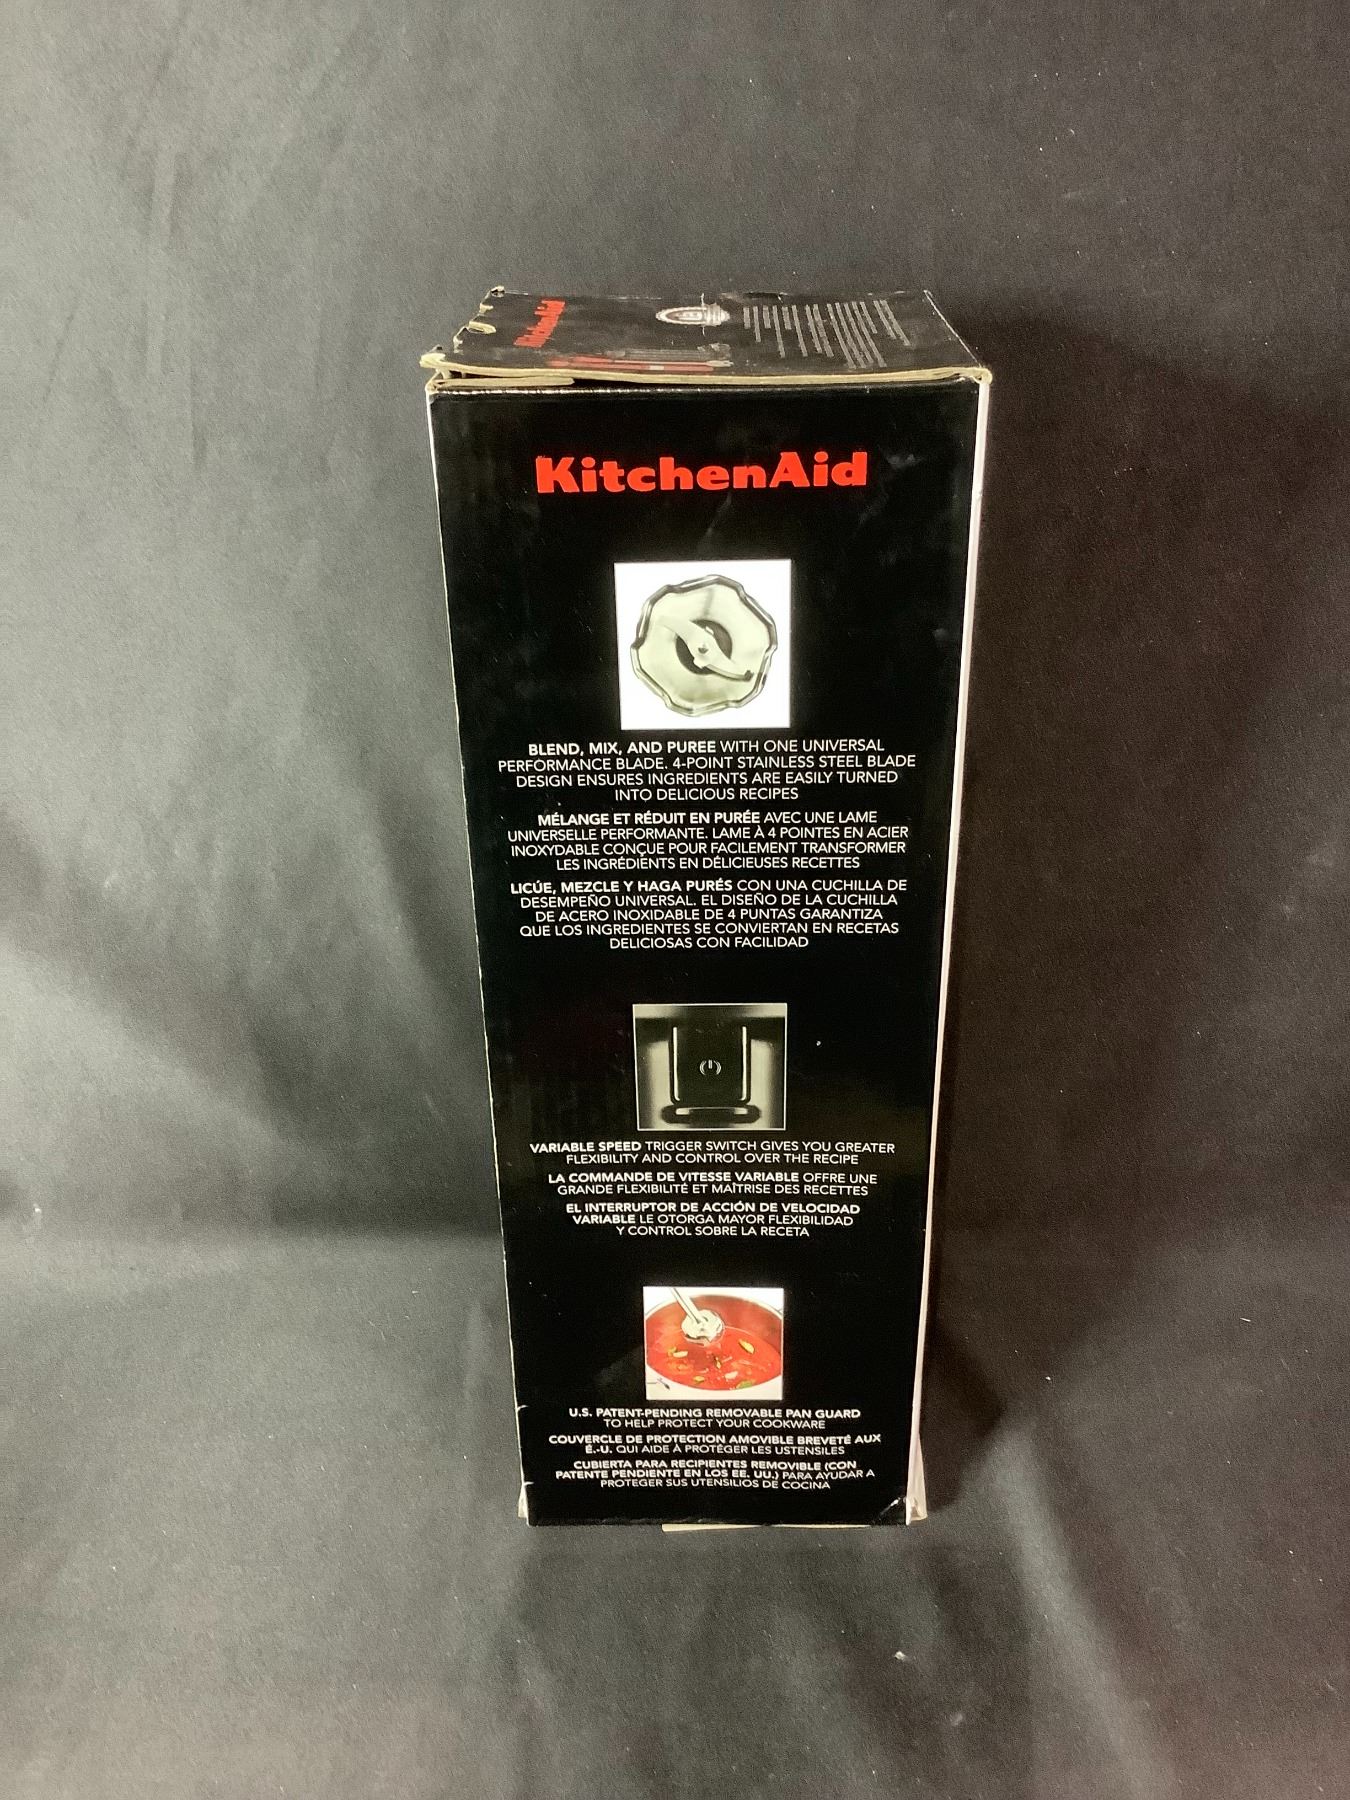 KitchenAid
KitchenAid
BLEND, MIX, AND PUREE WITH ONE UNIVERSAL
PERFORMANCE BLADE. 4-POINT STAINLESS STEEL BLADE
DESIGN ENSURES INGREDIENTS ARE EASILY TURNED
INTO DELICIOUS RECIPES
MÉLANGE ET RÉDUIT EN PURÉE AVEC UNE LAME
UNIVERSELLE PERFORMANTE. LAME À 4 POINTES EN ACIER
INOXYDABLE CONÇUE POUR FACILEMENT TRANSFORMER
LES INGRÉDIENTS EN DÉLICIEUSES RECETTES
LICÚE, MEZCLE Y HAGA PURÉS CON UNA CUCHILLA DE
DESEMPEÑO UNIVERSAL. EL DISEÑO DE LA CUCHILLA
DE ACERO INOXIDABLE DE 4 PUNTAS GARANTIZA
QUE LOS INGREDIENTES SE CONVIERTAN EN RECETAS
DELICIOSAS CON FACILIDAD
VARIABLE SPEED TRIGGER SWITCH GIVES YOU GREATER
FLEXIBILITY AND CONTROL OVER THE RECIPE
LA COMMANDE DE VITESSE VARIABLE OFFRE UNE
GRANDE FLEXIBILITÉ ET MAÎTRISE DES RECETTES
EL INTERRUPTOR DE ACCIÓN DE VELOCIDAD
VARIABLE LE OTORGA MAYOR FLEXIBILIDAD
Y CONTROL SOBRE LA RECETA
U.S. PATENT-PENDING REMOVABLE PAN GUARD
TO HELP PROTECT YOUR COOKWARE
COUVERCLE DE PROTECTION AMOVIBLE BREVETÉ AUX
É.-U. QUI AIDE À PROTÉGER LES USTENSILES
CUBIERTA PARA RECIPIENTES REMOVIBLE (CON
PATENTE PENDIENTE EN LOS EE. UU.) PARA AYUDAR A
PROTEGER SUS UTENSILIOS DE COCINA